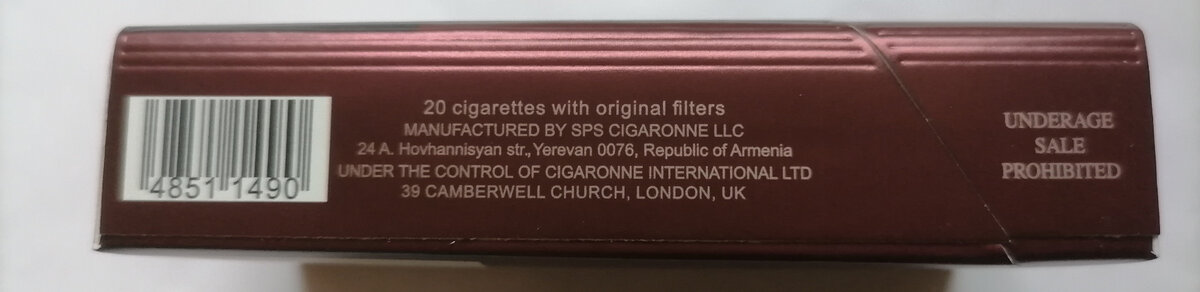 20 cigarettes with original filters
MANUFACTURED BY SPS CIGARONNE LLC
24 A. Hovhannisyan str., Yerevan 0076, Republic of Armenia
UNDER THE CONTROL OF CIGARONNE INTERNATIONAL LTD
39 CAMBERWELL CHURCH, LONDON, UK
4851 1490
UNDERAGE
SALE
PROHIBITED